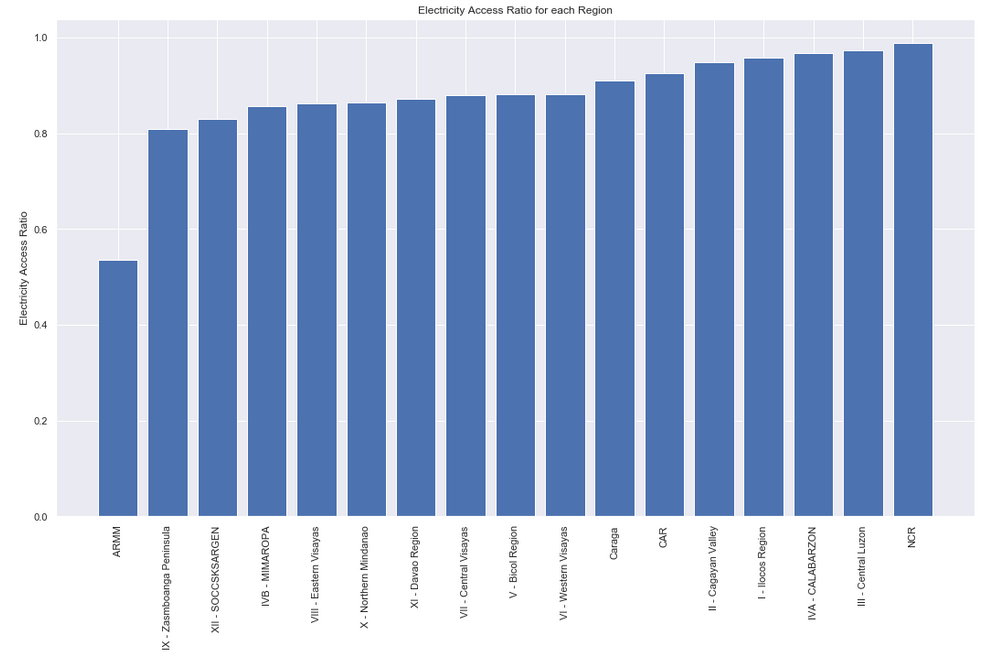 Electricity Access Ratio for each Region
Electricity Access Ratio
1.0
0.8
0.6
0.4
0.2
0.0
ARMM
IX - Zasmboanga Peninsula
XII - SOCCSKSARGEN
IVB - MIMAROPA
VIII - Eastern Visayas
X - Northern Mindanao
XI - Davao Region
VII - Central Visayas
V - Bicol Region
VI - Western Visayas
Caraga
CAR
II - Cagayan Valley
I - Ilocos Region
IVA - CALABARZON
III - Central Luzon
NCR